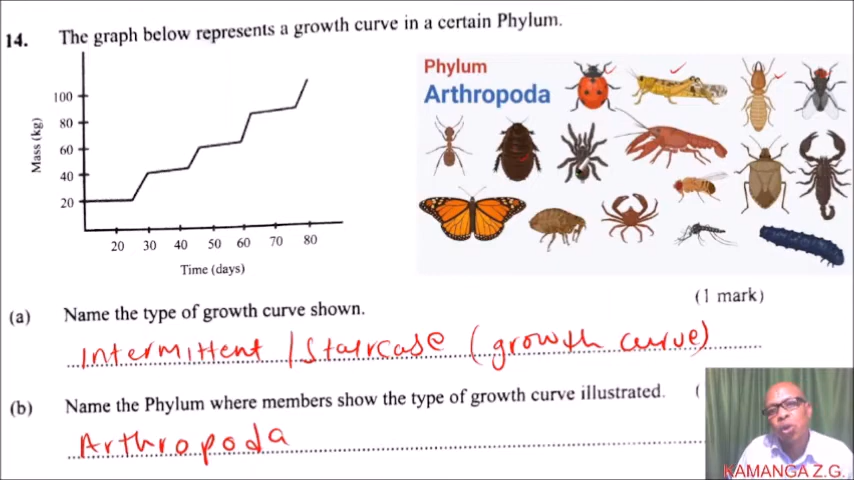 14. The graph below represents a growth curve in a certain Phylum.
Mass (kg)
100
80
60
40
20
20 30 40 50 60 70 80
Time (days)
Phylum
Arthropoda
(1 mark)
(a) Name the type of growth curve shown.
Intermittent / Staircase (growth curve)
(b) Name the Phylum where members show the type of growth curve illustrated. (
Arthropoda
KAMANGA Z.G.